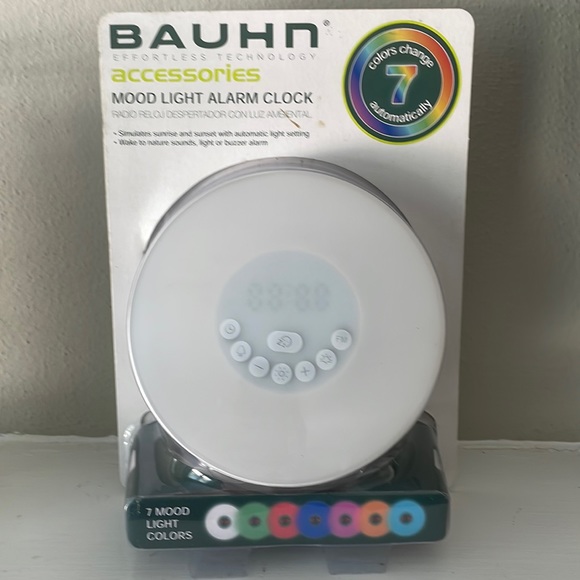 BAUHN®
EFFORTLESS TECHNOLOGY
accessories
MOOD LIGHT ALARM CLOCK
RADIO RELOJ DESPERTADOR CON LUZ AMBIENTAL
• Simulates sunrise and sunset with automatic light setting
• Wake to nature sounds, light or buzzer alarm
colors change
7
automatically
FM
7 MOOD
LIGHT
COLORS